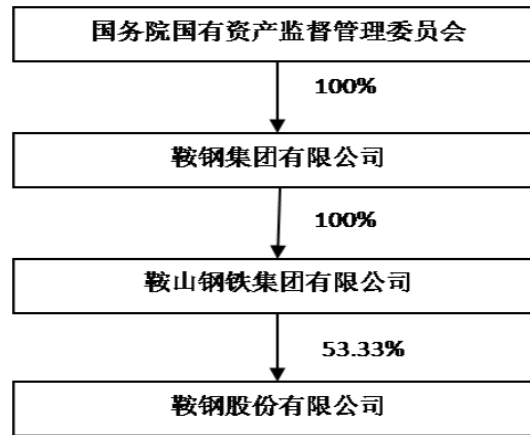 国务院国有资产监督管理委员会
100%
鞍钢集团有限公司
100%
鞍山钢铁集团有限公司
53.33%
鞍钢股份有限公司